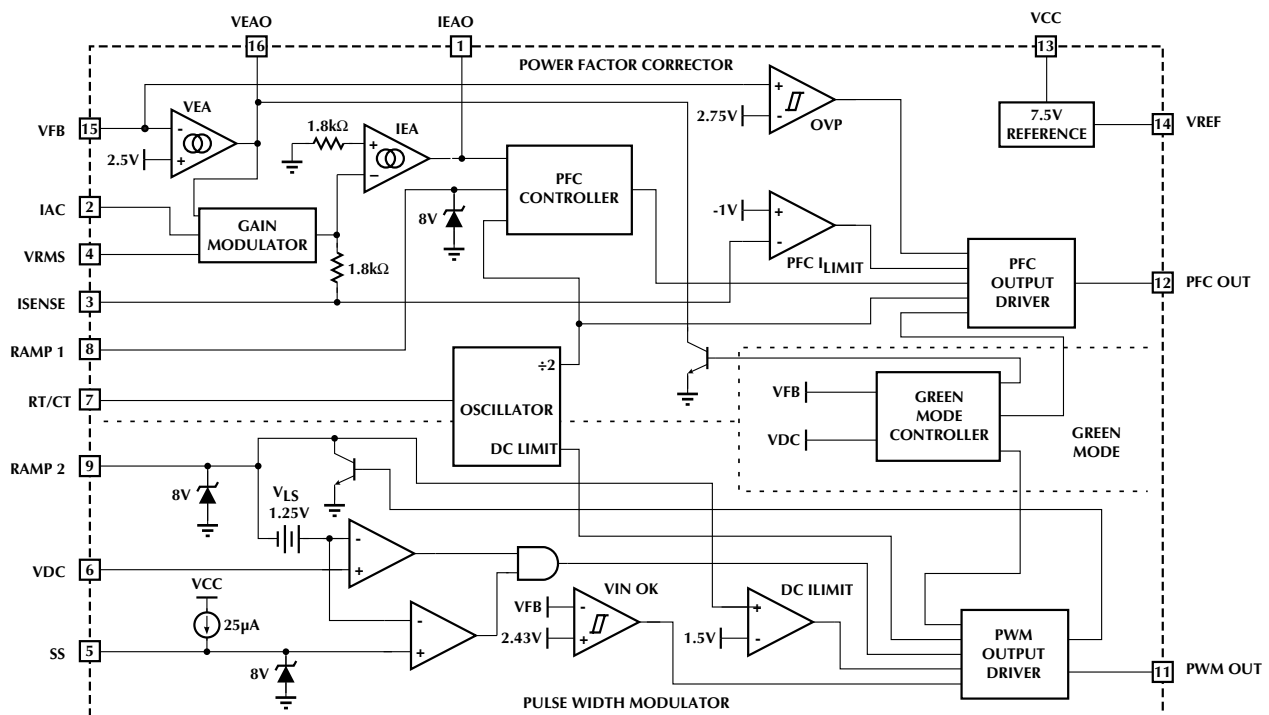 VEAO
IEAO
VCC
16
1
13
POWER FACTOR CORRECTOR
VEA
VFB
15
-
+
2.5V
1.8kΩ
IEA
+
–
+
2.75V
-
OVP
7.5V
REFERENCE
14
VREF
PFC
CONTROLLER
IAC
2
GAIN
MODULATOR
8V
-1V
+
-
PFC ILIMIT
VRMS
4
1.8kΩ
PFC
OUTPUT
DRIVER
12
PFC OUT
ISENSE
3
RAMP 1
8
÷2
OSCILLATOR
DC LIMIT
RT/CT
7
VFB
VDC
GREEN
MODE
CONTROLLER
GREEN
MODE
RAMP 2
9
8V
VLS
1.25V
-
+
VDC
6
VCC
25µA
VIN OK
VFB
-
2.43V
+
DC ILIMIT
+
1.5V
-
-
+
SS
5
8V
PWM
OUTPUT
DRIVER
11
PWM OUT
PULSE WIDTH MODULATOR